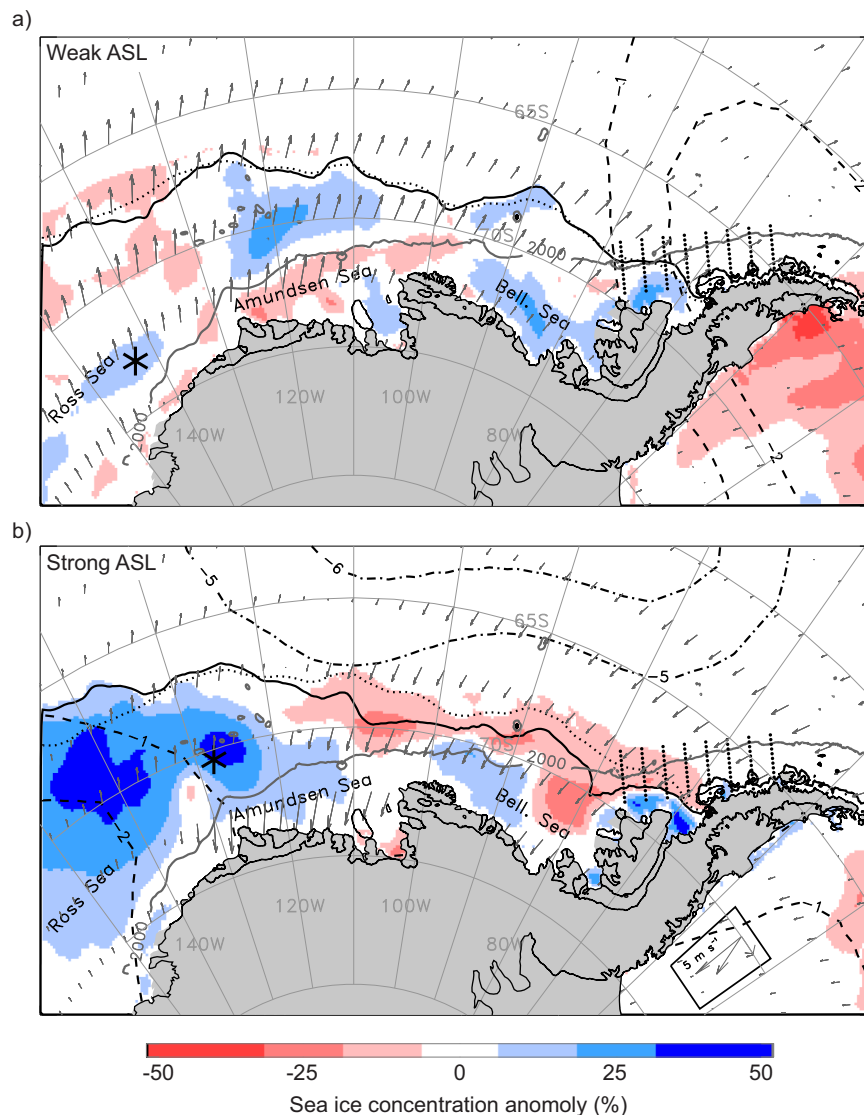 a)
Weak ASL
-1
65S
-2
70S
2000
Amundsen Sea
Bell. Sea
Ross Sea
120W
100W
2000
140W
80W
-2
b)
Strong ASL
-5
-6
65S
-5
1
70S
2000
Amundsen Sea
Bell. Sea
2
Ross Sea
120W
100W
2000
140W
80W
1
5 m s-1
-50
-25
0
25
50
Sea ice concentration anomoly (%)